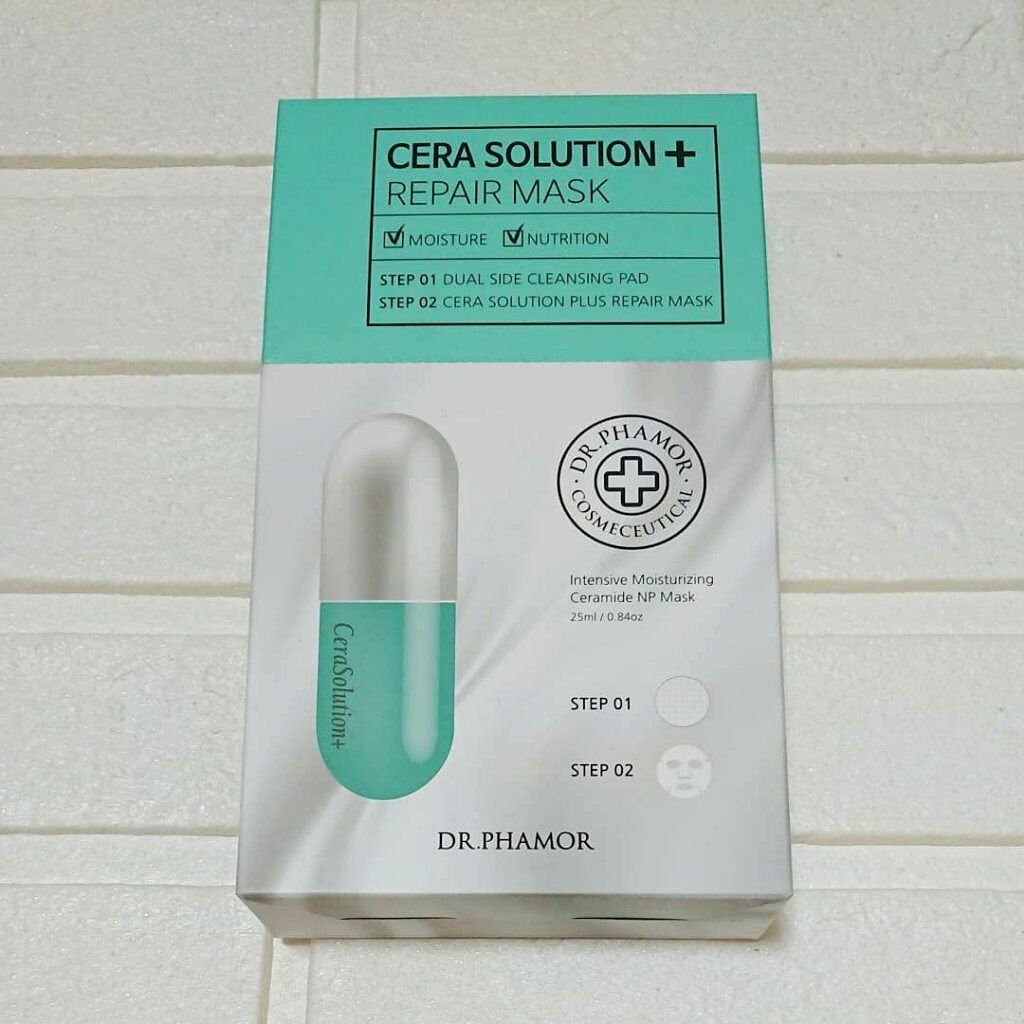 CERA SOLUTION +
REPAIR MASK
MOISTURE NUTRITION
STEP 01 DUAL SIDE CLEANSING PAD
STEP 02 CERA SOLUTION PLUS REPAIR MASK
DR.PHAMOR
COSMECEUTICAL
Intensive Moisturizing
Ceramide NP Mask
25ml / 0.84oz
CeraSolution+
STEP 01
STEP 02
DR.PHAMOR